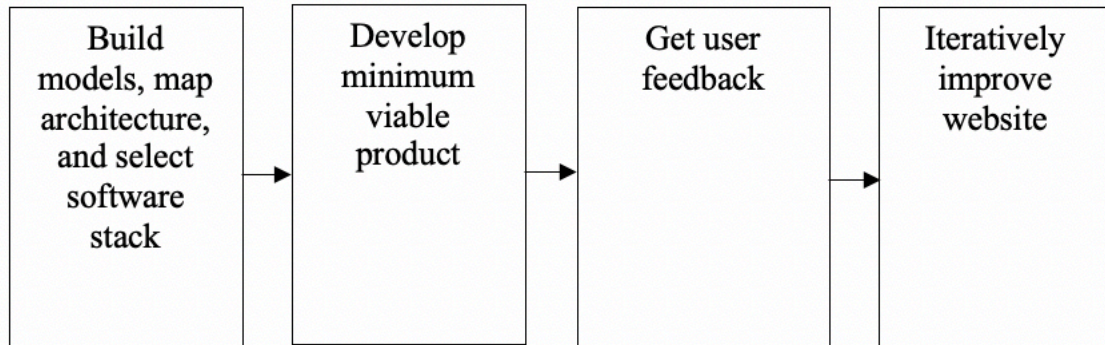 Build
models, map
architecture,
and select
software
stack
Develop
minimum
viable
product
Get user
feedback
Iteratively
improve
website